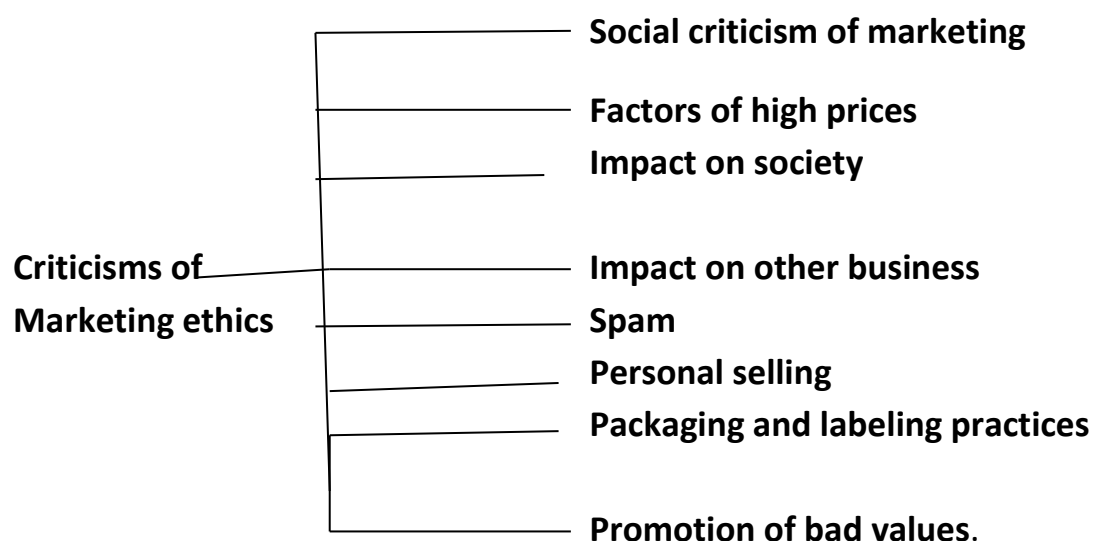 Social criticism of marketing
Factors of high prices
Impact on society
Criticisms of
Marketing ethics
Impact on other business
Spam
Personal selling
Packaging and labeling practices
Promotion of bad values.